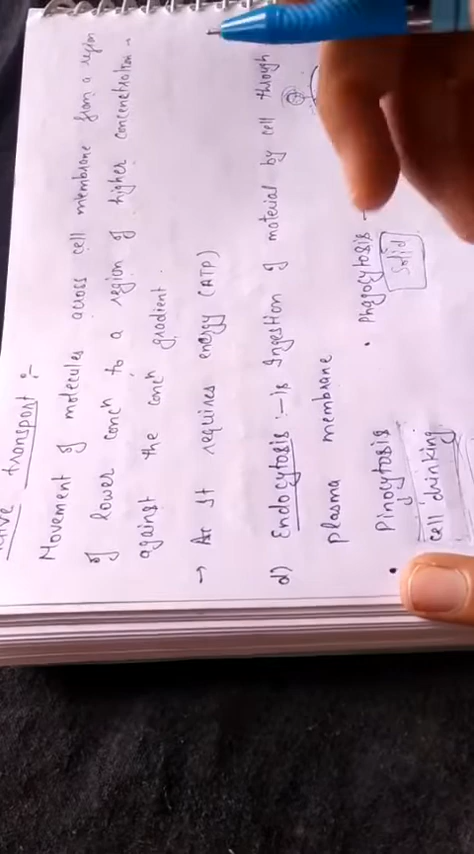 transport :-
Movement of molecules across cell membrane from a region
of lower concⁿ to a region of higher concentration -
against the concⁿ gradient.
→ It requires energy (ATP)
d) Endocytosis :- is Ingestion of material by cell through
plasma membrane
• Pinocytosis • Phagocytosis -
cell drinking Solid